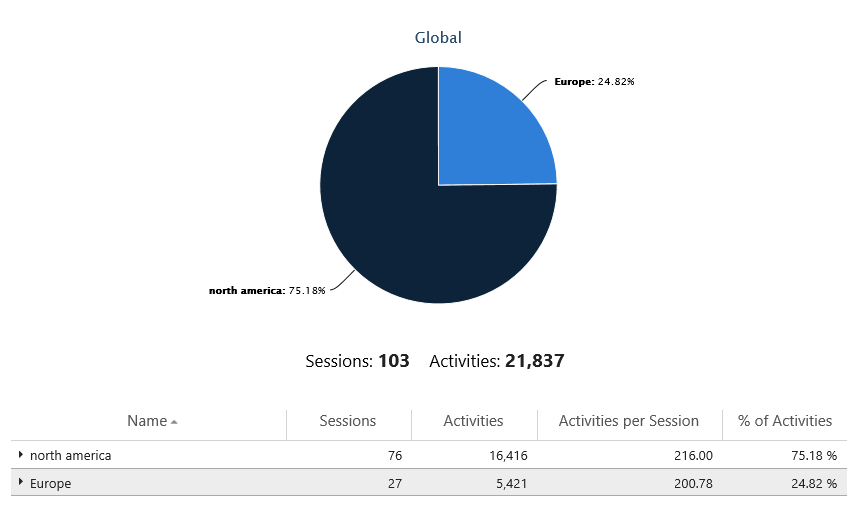 Global
Europe: 24.82%
north america: 75.18%
Sessions: 103 Activities: 21,837
Name Sessions Activities Activities per Session % of Activities
north america 76 16,416 216.00 75.18 %
Europe 27 5,421 200.78 24.82 %